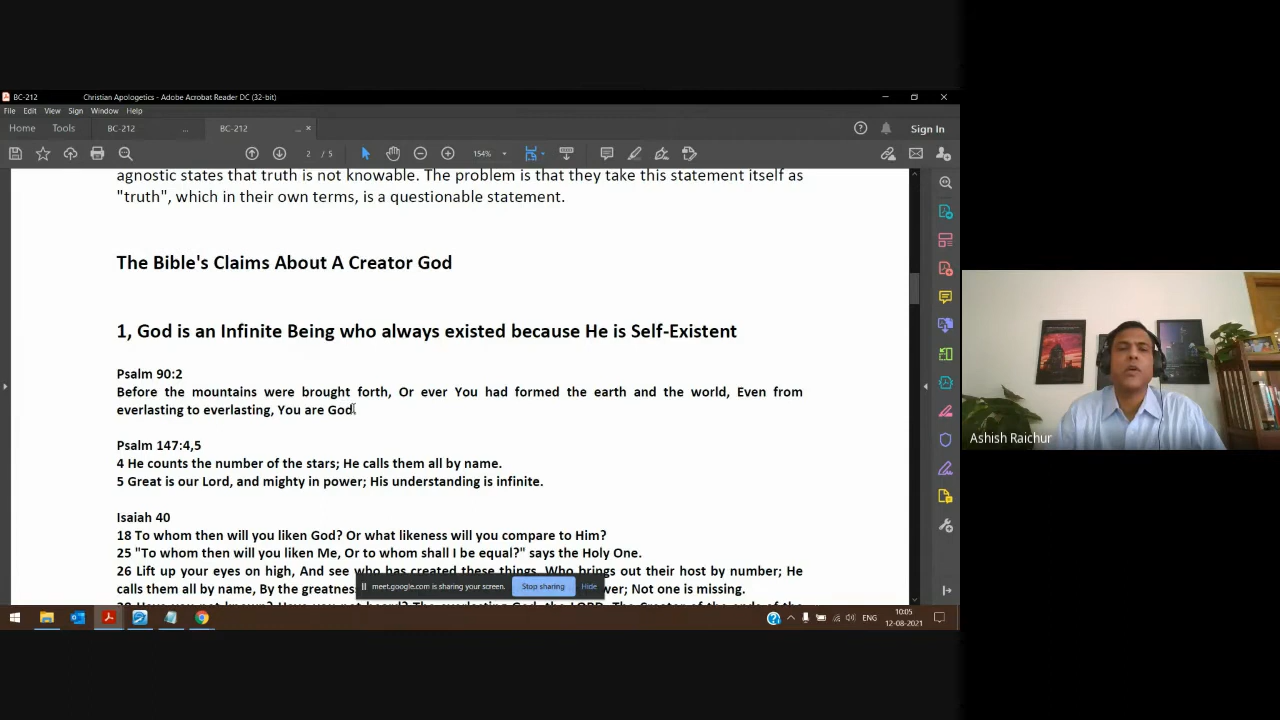 BC-212 Christian Apologetics - Adobe Acrobat Reader DC (32-bit)
File Edit View Sign Window Help
Home Tools BC-212 ... BC-212 ... × Sign In
2 / 5 154%
agnostic states that truth is not knowable. The problem is that they take this statement itself as
"truth", which in their own terms, is a questionable statement.
The Bible's Claims About A Creator God
1, God is an Infinite Being who always existed because He is Self-Existent
Psalm 90:2
Before the mountains were brought forth, Or ever You had formed the earth and the world, Even from
everlasting to everlasting, You are God.
Psalm 147:4,5
4 He counts the number of the stars; He calls them all by name.
5 Great is our Lord, and mighty in power; His understanding is infinite.
Isaiah 40
18 To whom then will you liken God? Or what likeness will you compare to Him?
25 "To whom then will you liken Me, Or to whom shall I be equal?" says the Holy One.
26 Lift up your eyes on high, And see who has created these things, Who brings out their host by number; He
calls them all by name, By the greatness
Not one is missing.
meet.google.com is sharing your screen. Stop sharing Hide
Ashish Raichur
ENG
10:05
12-08-2021